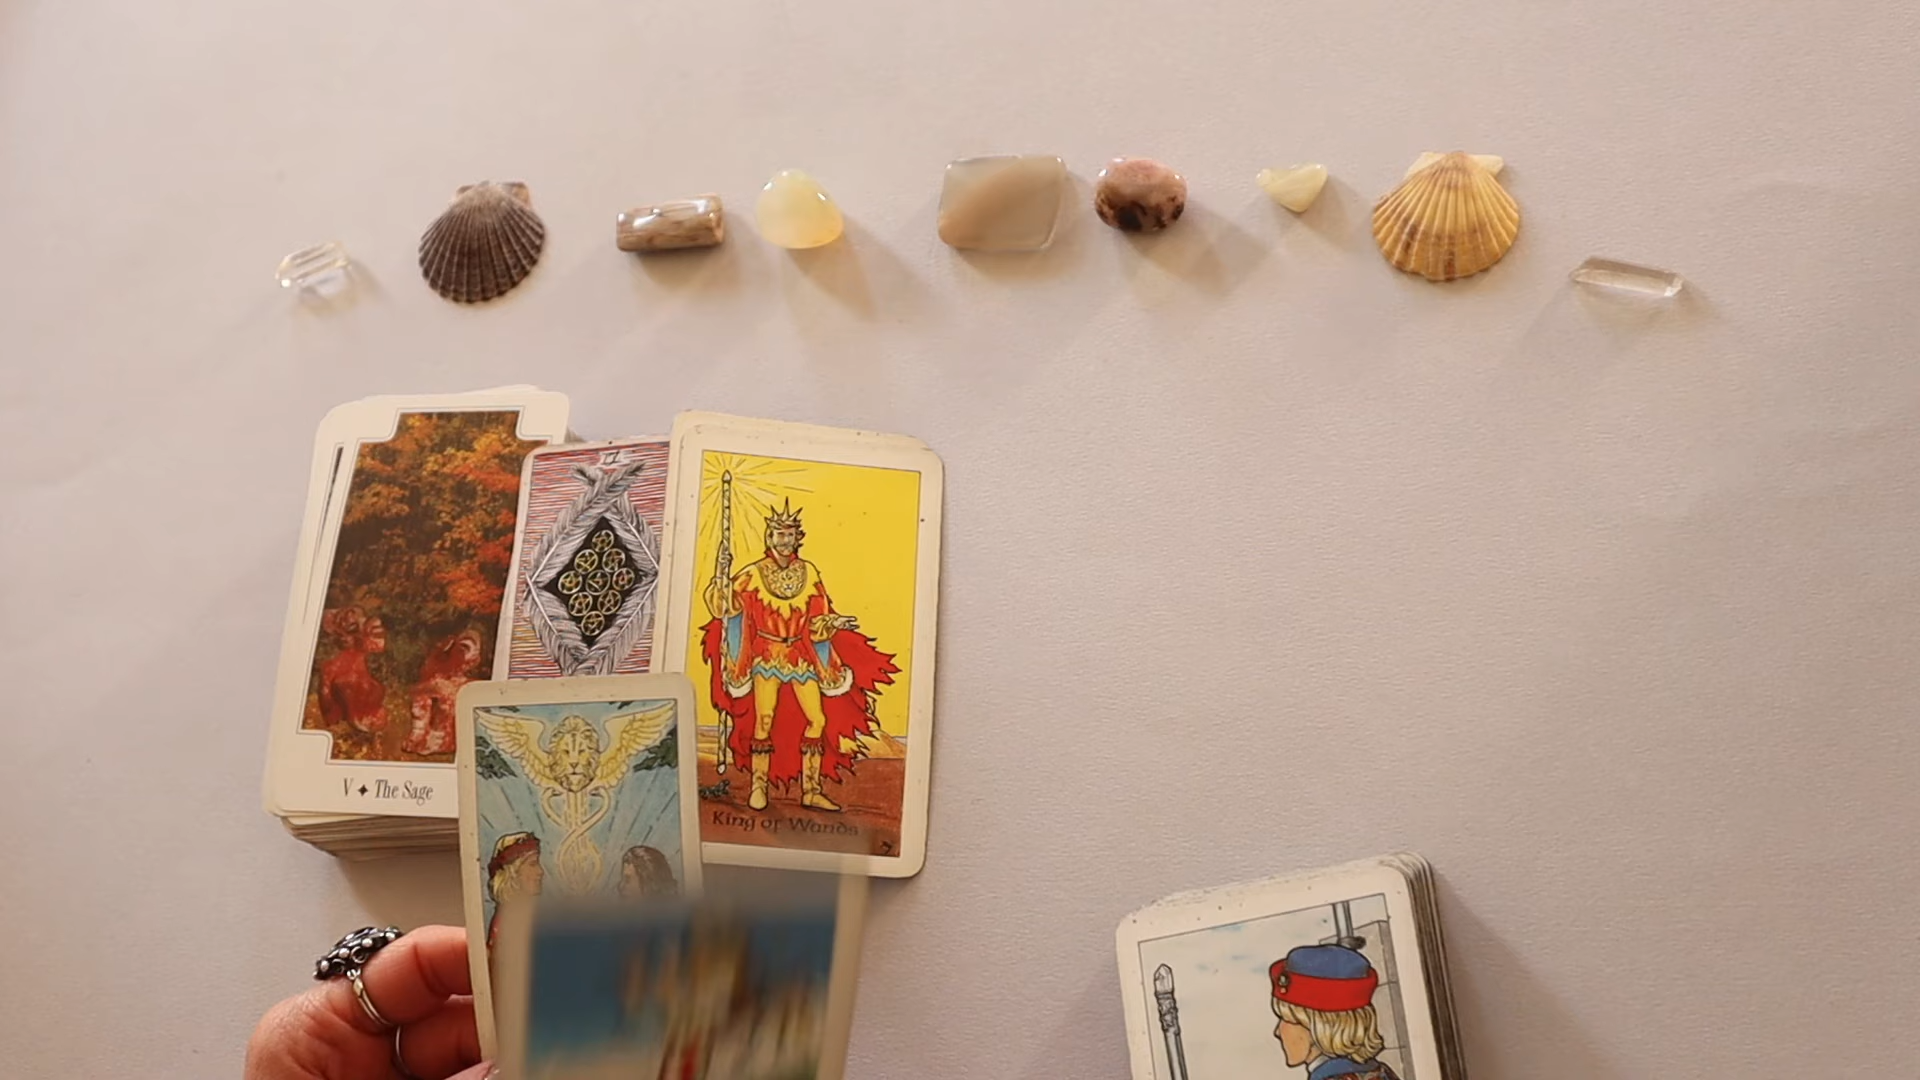 V ✦ The Sage
King of Wands